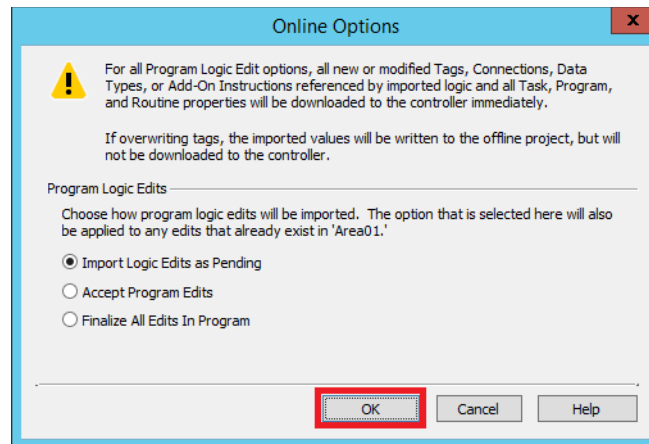 Online Options
x
For all Program Logic Edit options, all new or modified Tags, Connections, Data
Types, or Add-On Instructions referenced by imported logic and all Task, Program,
and Routine properties will be downloaded to the controller immediately.
If overwriting tags, the imported values will be written to the offline project, but will
not be downloaded to the controller.
Program Logic Edits
Choose how program logic edits will be imported. The option that is selected here will also
be applied to any edits that already exist in 'Area01.'
Import Logic Edits as Pending
Accept Program Edits
Finalize All Edits In Program
OK Cancel Help